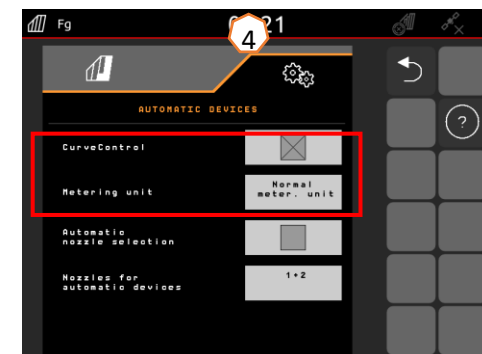 Fg
4
21
AUTOMATIC DEVICES
CurveControl
Metering unit
Normal
meter. unit
Automatic
nozzle selection
Nozzles for
automatic devices
1+2
?